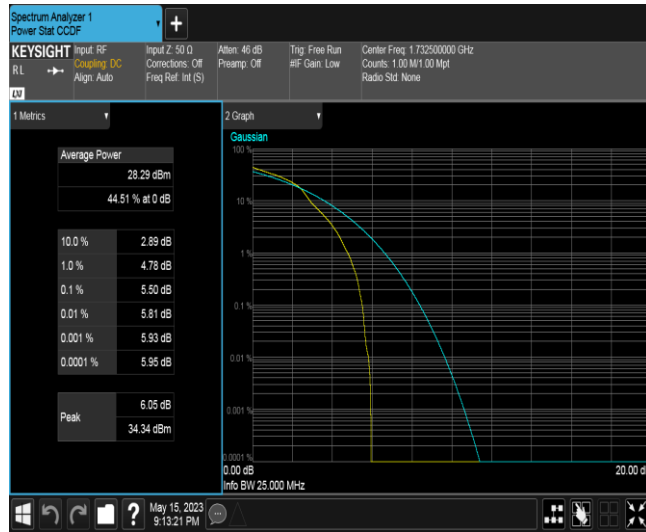 Spectrum Analyzer 1
Power Stat CCDF
KEYSIGHT
RL
LXI
Input: RF
Coupling: DC
Align: Auto
Input Z: 50 Ω
Corrections: Off
Freq Ref: Int (S)
Atten: 46 dB
Preamp: Off
Trig: Free Run
#IF Gain: Low
Center Freq: 1.732500000 GHz
Counts: 1.00 M/1.00 Mpt
Radio Std: None
1 Metrics
Average Power
28.29 dBm
44.51 % at 0 dB
10.0 % 2.89 dB
1.0 % 4.78 dB
0.1 % 5.50 dB
0.01 % 5.81 dB
0.001 % 5.93 dB
0.0001 % 5.95 dB
Peak
6.05 dB
34.34 dBm
2 Graph
Gaussian
100 %
10 %
1 %
0.1 %
0.01 %
0.001 %
0.0001 %
0.00 dB
20.00 dB
Info BW 25.000 MHz
?
May 15, 2023
9:13:21 PM